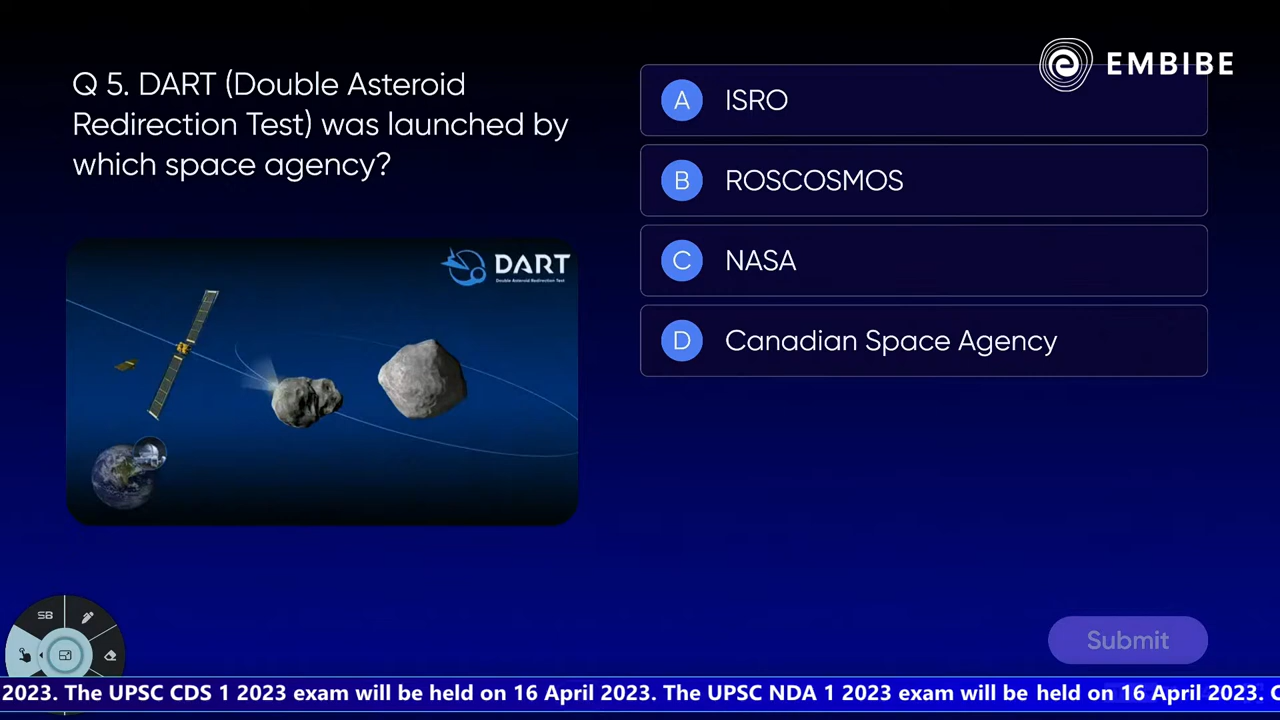 EMBIBE
Q 5. DART (Double Asteroid
Redirection Test) was launched by
which space agency?
A ISRO
B ROSCOSMOS
C NASA
D Canadian Space Agency
DART
Double Asteroid Redirection Test
SB
Submit
2023. The UPSC CDS 1 2023 exam will be held on 16 April 2023. The UPSC NDA 1 2023 exam will be held on 16 April 2023. C